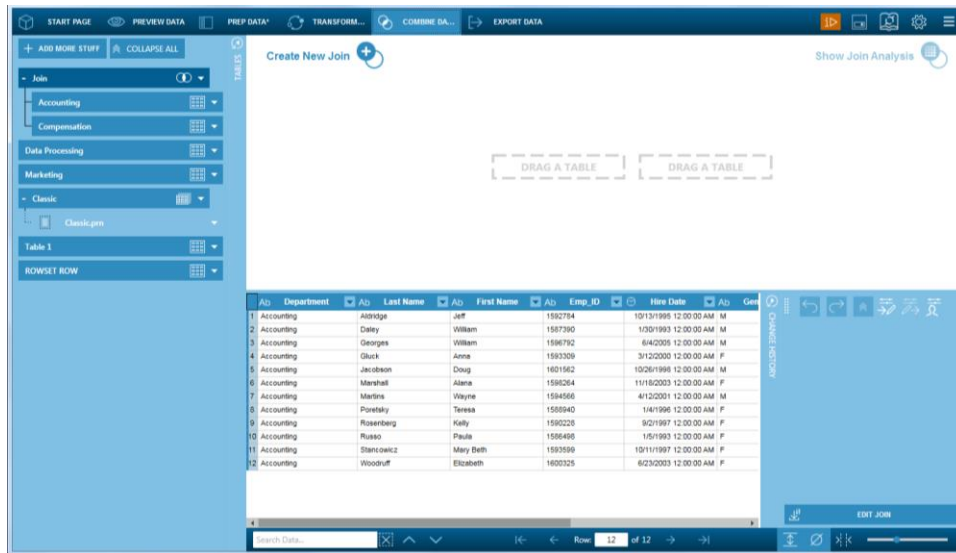 START PAGE PREVIEW DATA PREP DATA* TRANSFORM... COMBINE DA... EXPORT DATA
ADD MORE STUFF COLLAPSE ALL
TABLES
Join
Accounting
Compensation
Data Processing
Marketing
Classic
Classic.prn
Table 1
ROWSET ROW
Create New Join
Show Join Analysis
DRAG A TABLE DRAG A TABLE
Ab Department Ab Last Name Ab First Name Ab Emp_ID Hire Date Ab Gen
1 Accounting Aldridge Jeff 1592784 10/13/1995 12:00:00 AM M
2 Accounting Daley William 1587390 1/30/1993 12:00:00 AM M
3 Accounting Georges William 1596792 6/4/2005 12:00:00 AM M
4 Accounting Gluck Anna 1593309 3/12/2000 12:00:00 AM F
5 Accounting Jacobson Doug 1601562 10/26/1998 12:00:00 AM M
6 Accounting Marshall Alana 1598264 11/18/2003 12:00:00 AM F
7 Accounting Martins Wayne 1594566 4/12/2001 12:00:00 AM M
8 Accounting Poretsky Teresa 1588940 1/4/1996 12:00:00 AM F
9 Accounting Rosenberg Kelly 1590228 9/2/1997 12:00:00 AM F
10 Accounting Russo Paula 1586498 1/5/1993 12:00:00 AM F
11 Accounting Stancowicz Mary Beth 1593599 10/11/1997 12:00:00 AM F
12 Accounting Woodruff Elizabeth 1600325 6/23/2003 12:00:00 AM F
CHANGE HISTORY
EDIT JOIN
Search Data... Row: 12 of 12